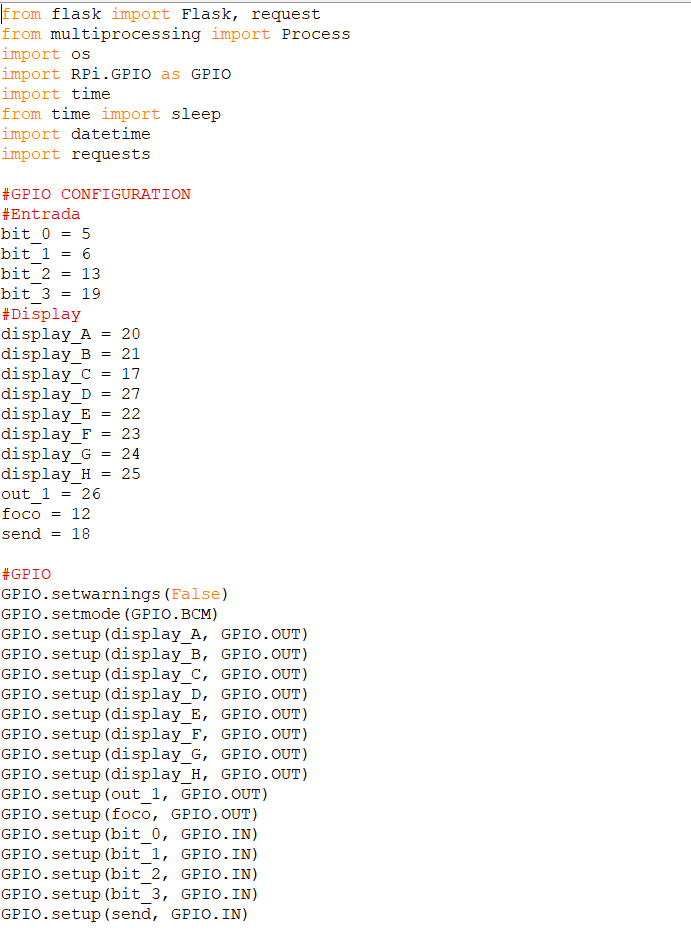 from flask import Flask, request
from multiprocessing import Process
import os
import RPi.GPIO as GPIO
import time
from time import sleep
import datetime
import requests
#GPIO CONFIGURATION
#Entrada
bit_0 = 5
bit_1 = 6
bit_2 = 13
bit_3 = 19
#Display
display_A = 20
display_B = 21
display_C = 17
display_D = 27
display_E = 22
display_F = 23
display_G = 24
display_H = 25
out_1 = 26
foco = 12
send = 18
#GPIO
GPIO.setwarnings(False)
GPIO.setmode(GPIO.BCM)
GPIO.setup(display_A, GPIO.OUT)
GPIO.setup(display_B, GPIO.OUT)
GPIO.setup(display_C, GPIO.OUT)
GPIO.setup(display_D, GPIO.OUT)
GPIO.setup(display_E, GPIO.OUT)
GPIO.setup(display_F, GPIO.OUT)
GPIO.setup(display_G, GPIO.OUT)
GPIO.setup(display_H, GPIO.OUT)
GPIO.setup(out_1, GPIO.OUT)
GPIO.setup(foco, GPIO.OUT)
GPIO.setup(bit_0, GPIO.IN)
GPIO.setup(bit_1, GPIO.IN)
GPIO.setup(bit_2, GPIO.IN)
GPIO.setup(bit_3, GPIO.IN)
GPIO.setup(send, GPIO.IN)